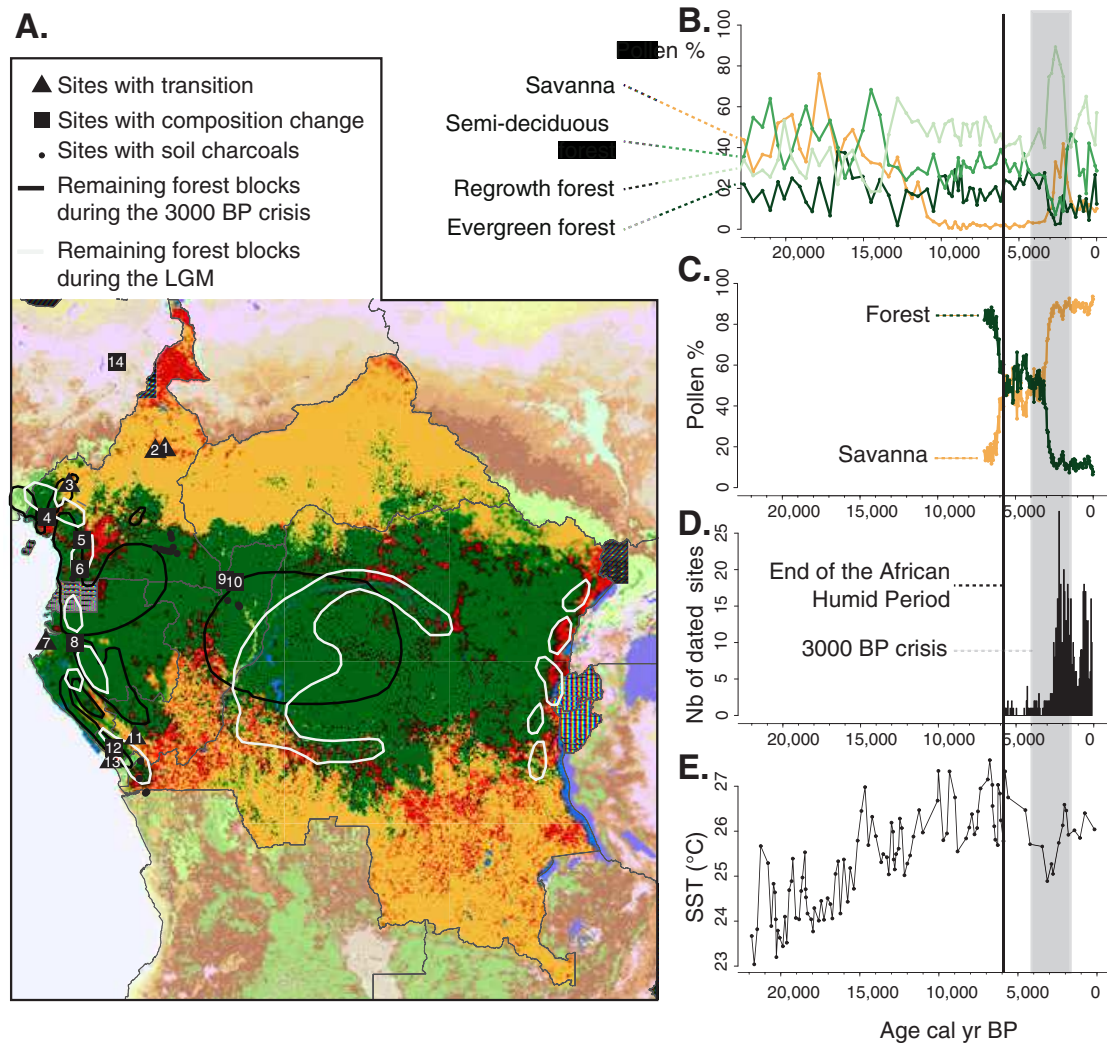 A.
Sites with transition
Sites with composition change
Sites with soil charcoals
Remaining forest blocks
during the 3000 BP crisis
Remaining forest blocks
during the LGM
14
2 1
3
4
5
6
9 10
7
8
11
12
13
B.
Pollen %
Savanna
Semi-deciduous
forest
Regrowth forest
Evergreen forest
100
80
60
40
20
0
20,000 15,000 10,000 5,000 0
C.
Pollen %
Forest
Savanna
100
80
60
40
20
0
20,000 15,000 10,000 5,000 0
D.
Nb of dated sites
End of the African
Humid Period
3000 BP crisis
25
20
15
10
5
0
20,000 15,000 10,000 5,000 0
E.
SST (°C)
27
26
25
24
23
20,000 15,000 10,000 5,000 0
Age cal yr BP